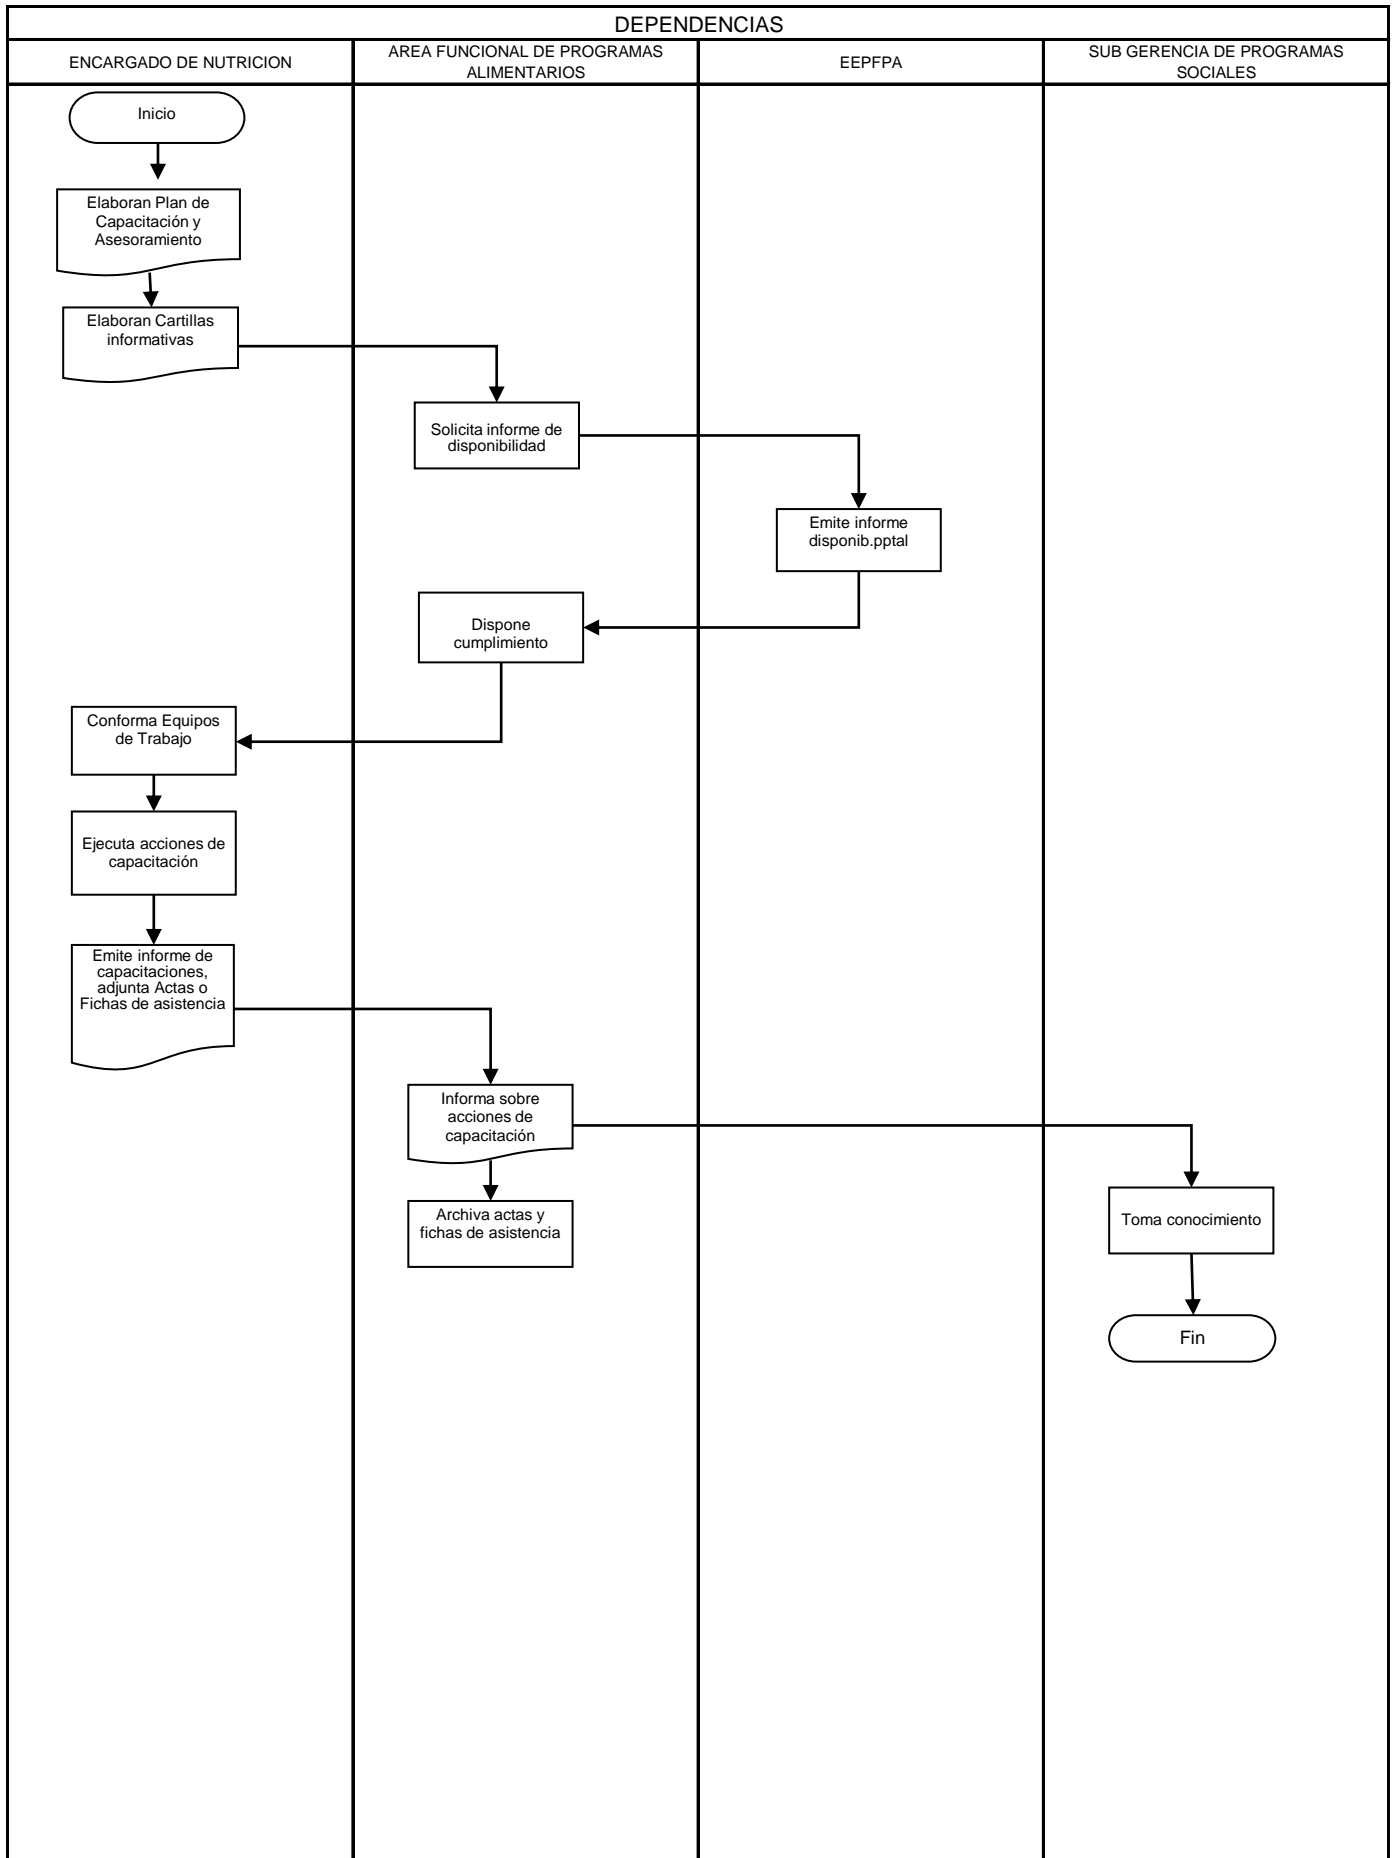 DEPENDENCIAS
ENCARGADO DE NUTRICION
AREA FUNCIONAL DE PROGRAMAS
ALIMENTARIOS
EEPFPA
SUB GERENCIA DE PROGRAMAS
SOCIALES
Inicio
Elaboran Plan de
Capacitación y
Asesoramiento
Elaboran Cartillas
informativas
Solicita informe de
disponibilidad
Emite informe
disponib.pptal
Dispone
cumplimiento
Conforma Equipos
de Trabajo
Ejecuta acciones de
capacitación
Emite informe de
capacitaciones,
adjunta Actas o
Fichas de asistencia
Informa sobre
acciones de
capacitación
Archiva actas y
fichas de asistencia
Toma conocimiento
Fin